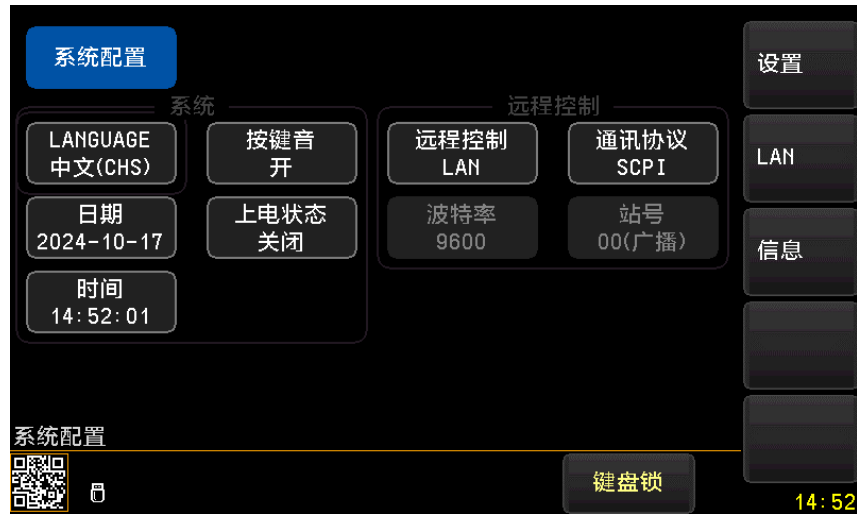 系统配置
设置
系统
远程控制
LANGUAGE
中文(CHS)
按键音
开
远程控制
LAN
通讯协议
SCPI
LAN
日期
2024-10-17
上电状态
关闭
波特率
9600
站号
00(广播)
信息
时间
14:52:01
系统配置
键盘锁
14:52